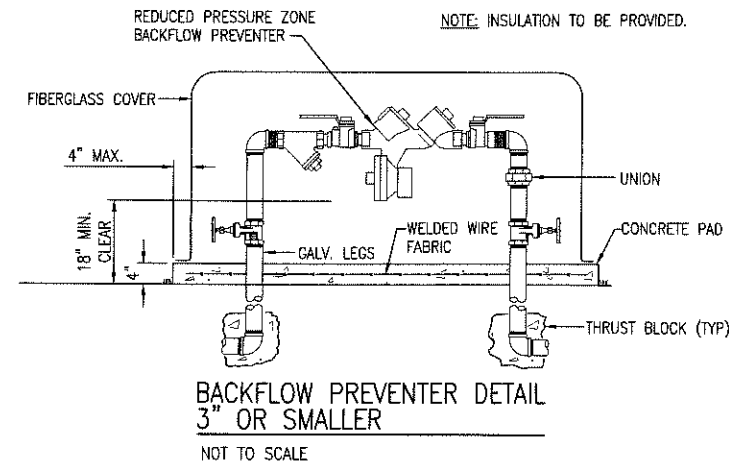 REDUCED PRESSURE ZONE
BACKFLOW PREVENTER
NOTE: INSULATION TO BE PROVIDED.
FIBERGLASS COVER
4" MAX.
UNION
18" MIN.
CLEAR
4"
WELDED WIRE
FABRIC
CONCRETE PAD
GALV. LEGS
THRUST BLOCK (TYP)
BACKFLOW PREVENTER DETAIL
3" OR SMALLER
NOT TO SCALE